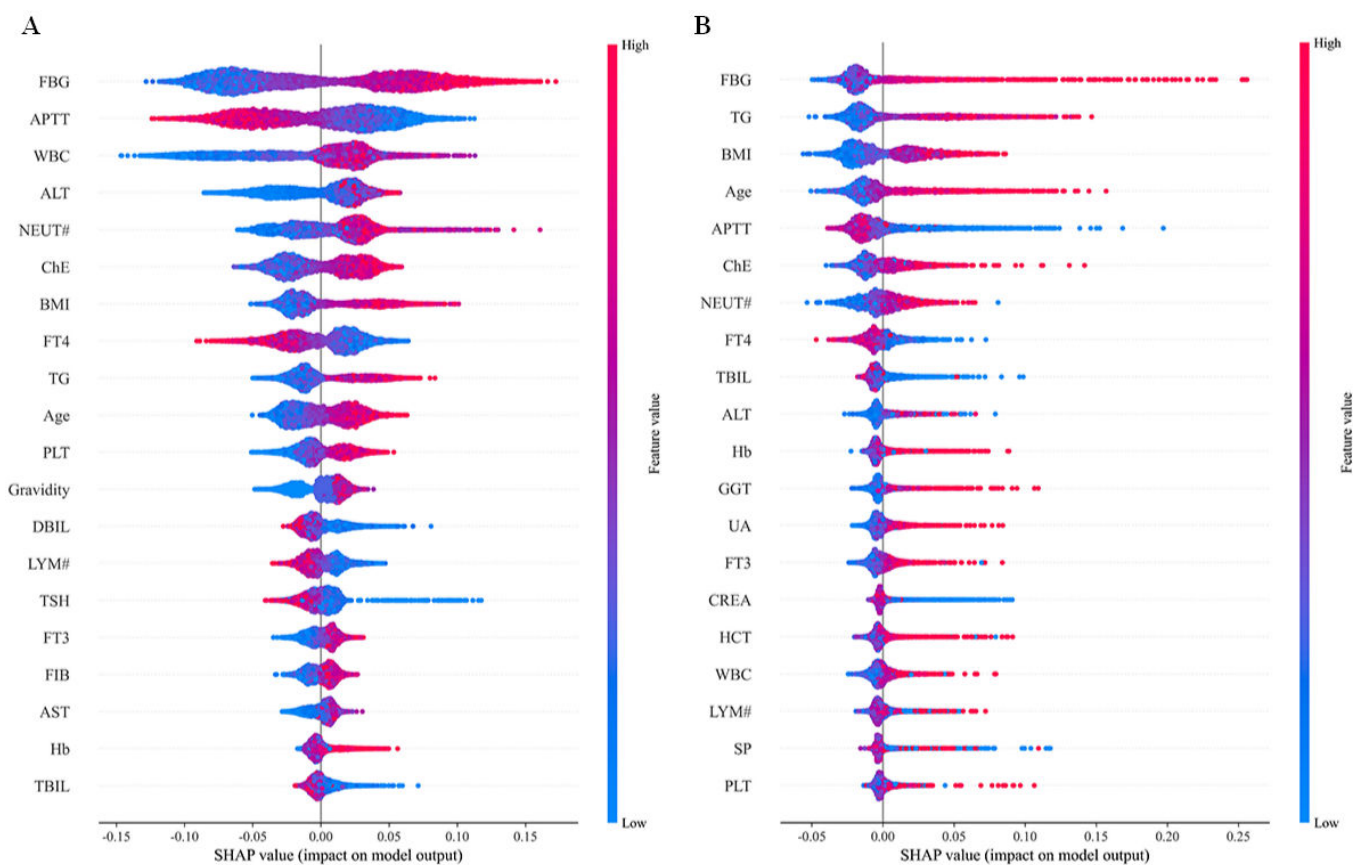 A
High
FBG
APTT
WBC
ALT
NEUT#
ChE
BMI
FT4
TG
Age
PLT
Gravidity
DBIL
LYM#
TSH
FT3
FIB
AST
Hb
TBIL
Low
Feature value
-0.15 -0.10 -0.05 0.00 0.05 0.10 0.15
SHAP value (impact on model output)
B
High
FBG
TG
BMI
Age
APTT
ChE
NEUT#
FT4
TBIL
ALT
Hb
GGT
UA
FT3
CREA
HCT
WBC
LYM#
SP
PLT
Low
Feature value
-0.05 0.00 0.05 0.10 0.15 0.20 0.25
SHAP value (impact on model output)